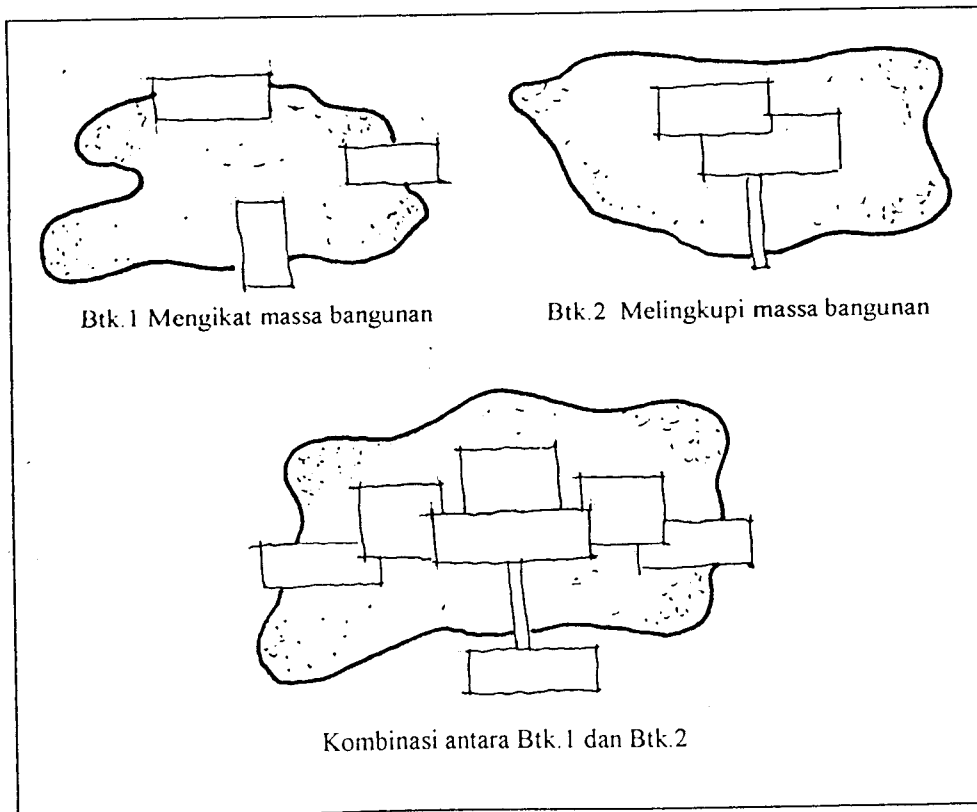 Btk.1 Mengikat massa bangunan
Btk.2 Melingkupi massa bangunan
Kombinasi antara Btk.1 dan Btk.2